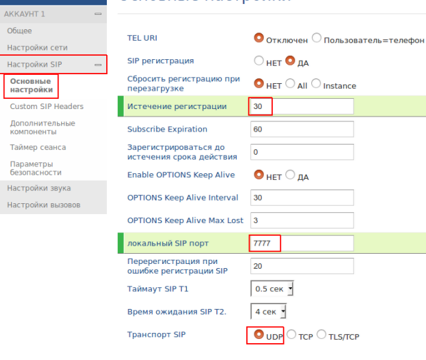 АККАУНТ 1
Общее
Настройки сети
Настройки SIP
Основные
настройки
Custom SIP Headers
Дополнительные
компоненты
Таймер сеанса
Параметры
безопасности
Настройки звука
Настройки вызовов
TEL URI Отключен Пользователь=телефон
SIP регистрация НЕТ ДА
Сбросить регистрацию при
перезагрузке НЕТ All Instance
Истечение регистрации 30
Subscribe Expiration 60
Зарегистрироваться до
истечения срока действия 0
Enable OPTIONS Keep Alive НЕТ ДА
OPTIONS Keep Alive Interval 30
OPTIONS Keep Alive Max Lost 3
локальный SIP порт 7777
Перерегистрация при
ошибке регистрации SIP 20
Таймаут SIP T1 0.5 сек
Время ожидания SIP T2. 4 сек
Транспорт SIP UDP TCP TLS/TCP